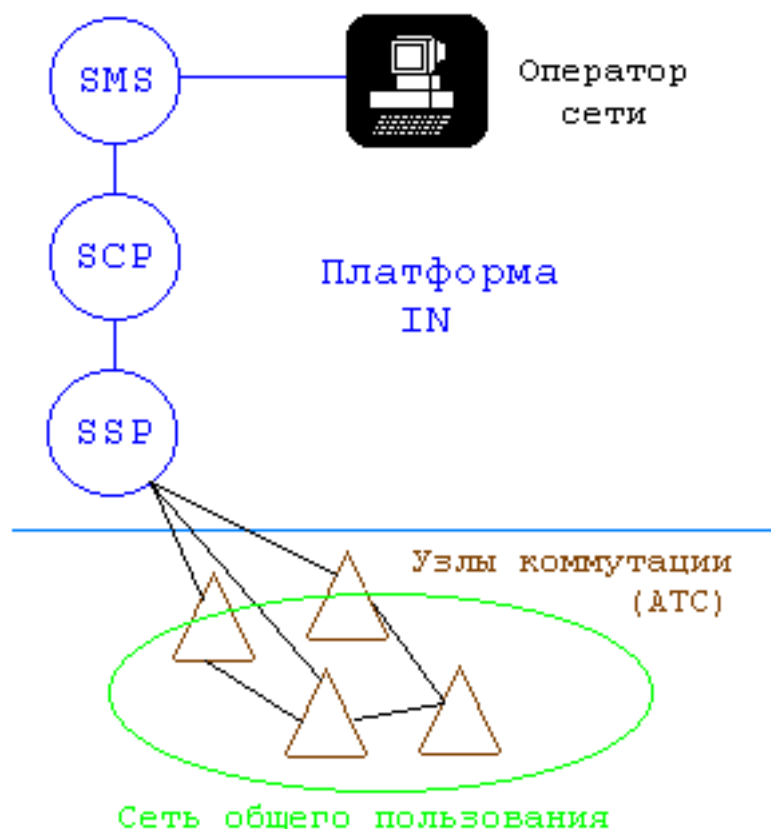 SMS
Оператор
сети
SCP
Платформа
IN
SSP
Узлы коммутации
(АТС)
Сеть общего пользования